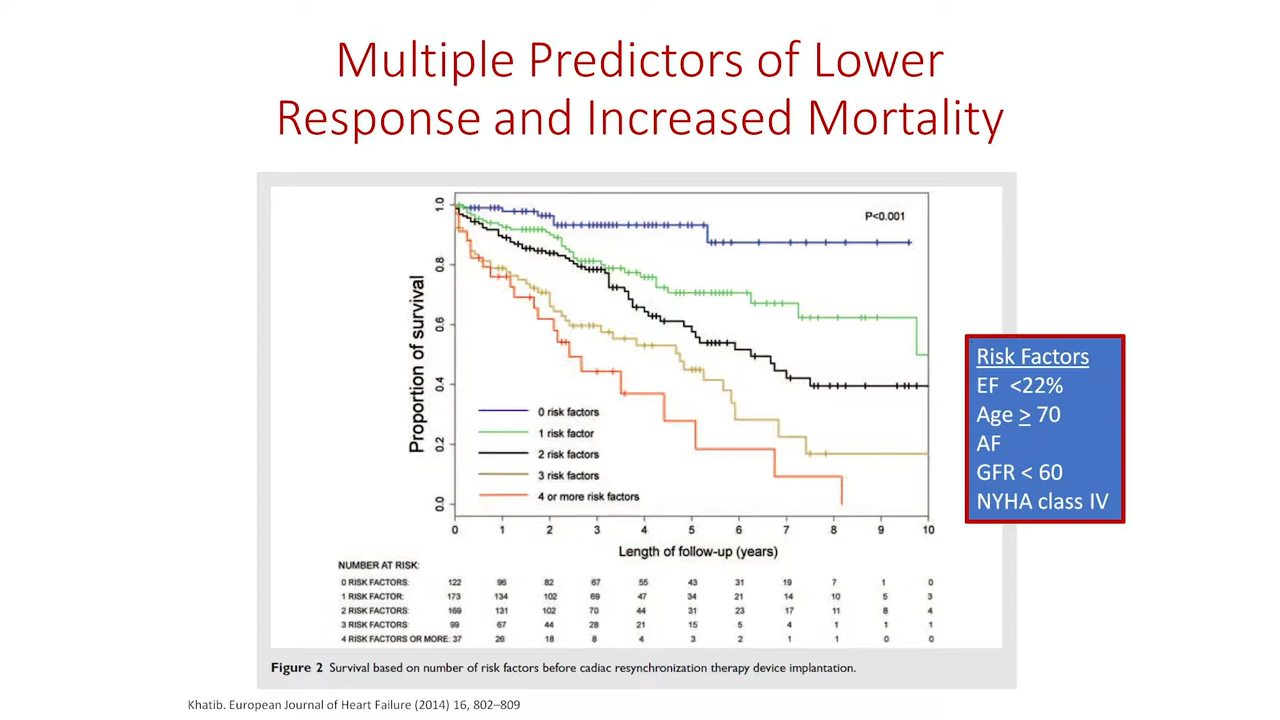 Multiple Predictors of Lower
Response and Increased Mortality
1.0
0.8
0.6
0.4
0.2
0.0
Proportion of survival
P<0.001
0 risk factors
1 risk factor
2 risk factors
3 risk factors
4 or more risk factors
0 1 2 3 4 5 6 7 8 9 10
Length of follow-up (years)
Risk Factors
EF <22%
Age ≥ 70
AF
GFR < 60
NYHA class IV
NUMBER AT RISK:
0 RISK FACTORS: 122 96 82 67 55 43 31 19 7 1 0
1 RISK FACTOR: 173 134 102 69 47 34 21 14 10 5 3
2 RISK FACTORS: 169 131 102 70 44 31 23 17 11 8 4
3 RISK FACTORS: 99 67 44 28 21 15 5 4 1 1 1
4 RISK FACTORS OR MORE: 37 26 18 8 4 3 2 1 1 0 0
Figure 2 Survival based on number of risk factors before cadiac resynchronization therapy device implantation.
Khatib. European Journal of Heart Failure (2014) 16, 802–809